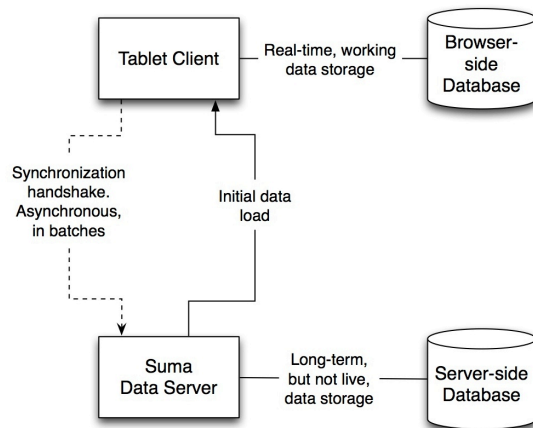 Tablet Client
Real-time, working
data storage
Browser-
side
Database
Synchronization
handshake.
Asynchronous,
in batches
Initial data
load
Suma
Data Server
Long-term,
but not live,
data storage
Server-side
Database